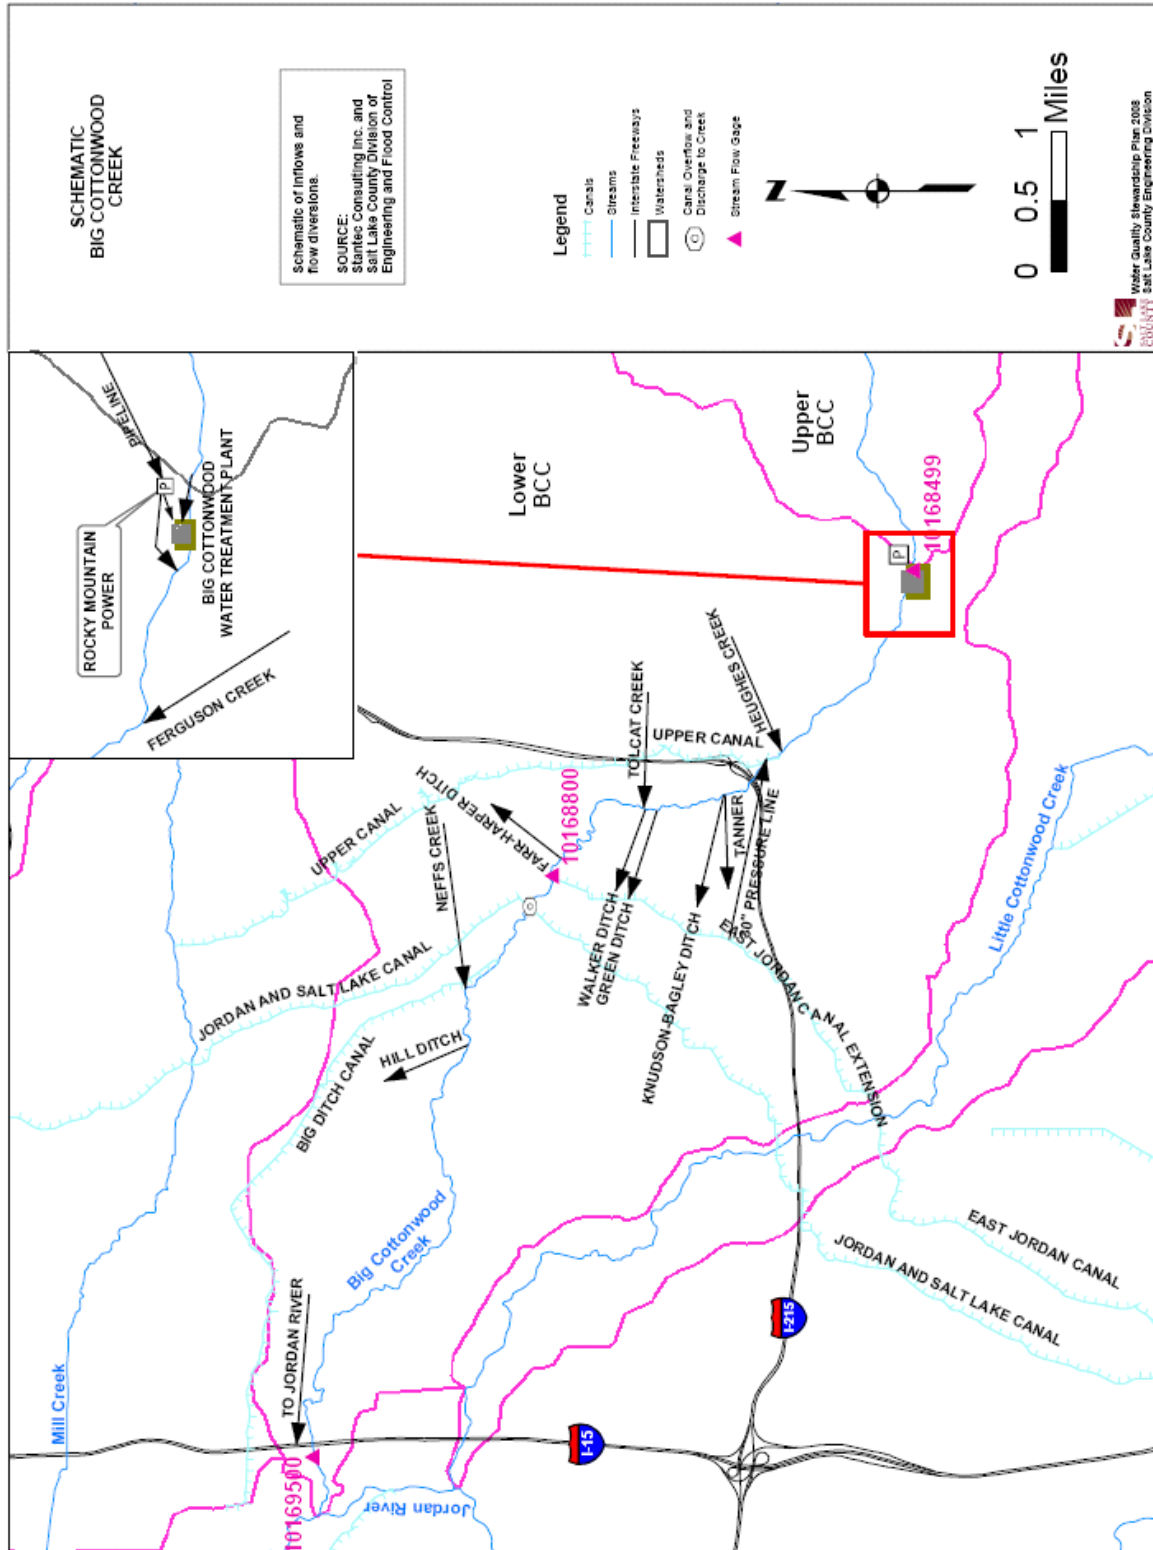 SCHEMATIC
BIG COTTONWOOD
CREEK
Schematic of inflows and
flow diversions.
SOURCE:
Stantec Consulting Inc. and
Salt Lake County Division of
Engineering and Flood Control
Legend
Canals
Streams
Interstate Freeways
Watersheds
Canal Overflow and
Discharge to Creek
Stream Flow Gage
N
0 0.5 1
Miles
SALT LAKE
COUNTY
Water Quality Stewardship Plan 2008
Salt Lake County Engineering Division
PIPELINE
P
ROCKY MOUNTAIN
POWER
BIG COTTONWOOD
WATER TREATMENT PLANT
FERGUSON CREEK
Lower
BCC
Upper
BCC
P
10168499
HEUGHES CREEK
TOLCAT CREEK
UPPER CANAL
UPPER CANAL
FARR-HARPER DITCH
10168800
NEFFS CREEK
TANNER
30" PRESSURE LINE
WALKER DITCH
GREEN DITCH
KNUDSON-BAGLEY DITCH
EAST JORDAN CANAL EXTENSION
Little Cottonwood Creek
JORDAN AND SALT LAKE CANAL
HILL DITCH
BIG DITCH CANAL
Big Cottonwood
Creek
EAST JORDAN CANAL
JORDAN AND SALT LAKE CANAL
TO JORDAN RIVER
Mill Creek
I-215
I-15
10169500
Jordan River